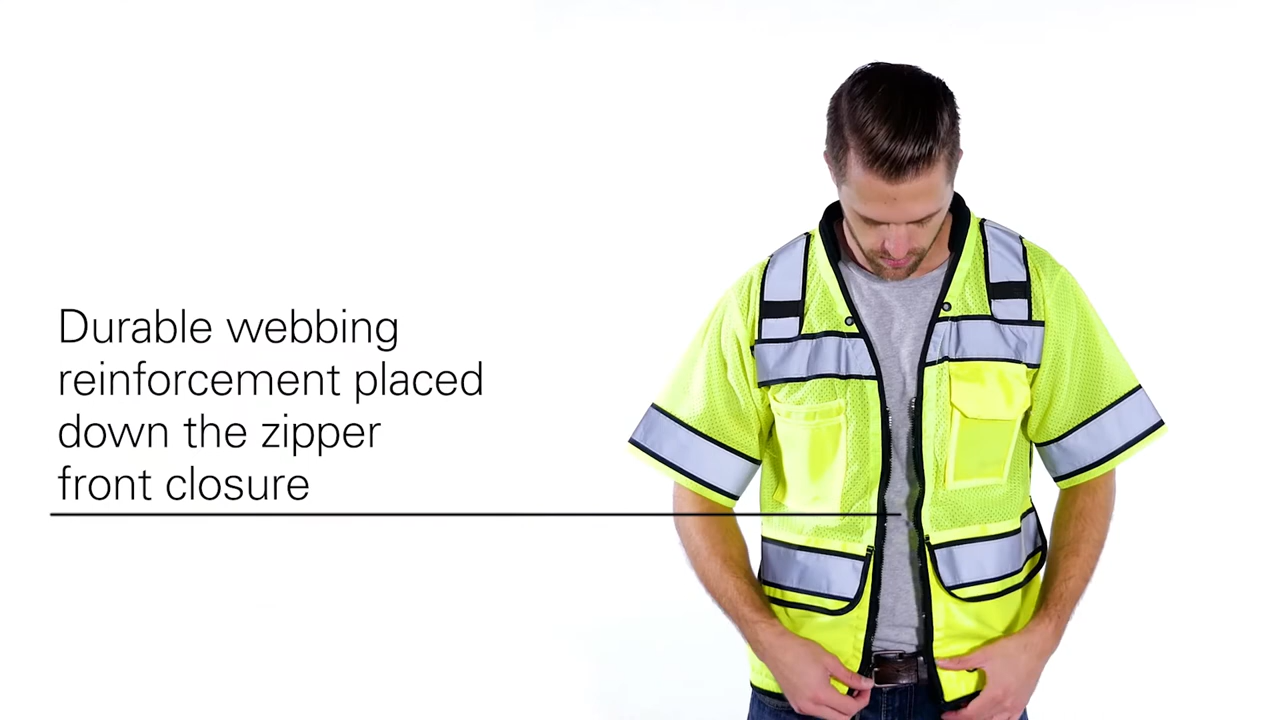 Durable webbing
reinforcement placed
down the zipper
front closure